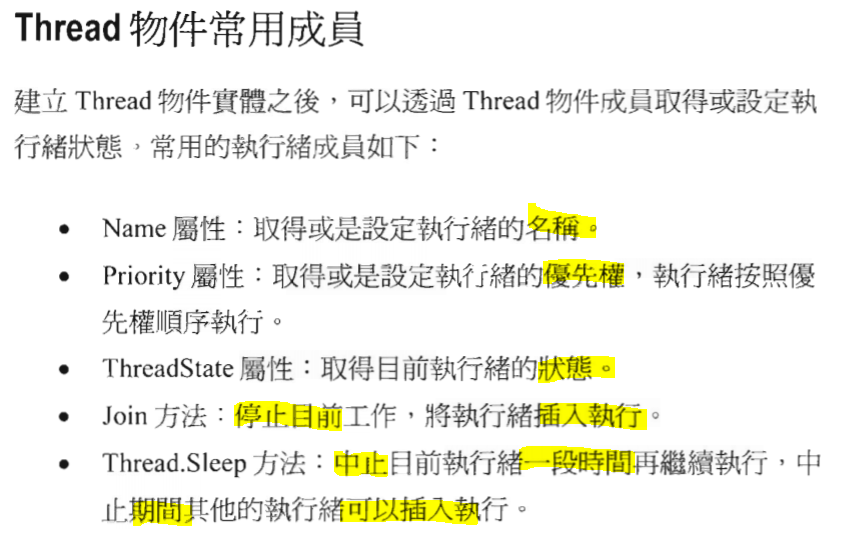 Thread 物件常用成員
建立 Thread 物件實體之後，可以透過 Thread 物件成員取得或設定執
行緒狀態。常用的執行緒成員如下：
• Name 屬性：取得或是設定執行緒的名稱。
• Priority 屬性：取得或是設定執行緒的優先權，執行緒按照優
先權順序執行。
• ThreadState 屬性：取得目前執行緒的狀態。
• Join 方法：停止目前工作，將執行緒插入執行。
• Thread.Sleep 方法：中止目前執行緒一段時間再繼續執行，中
止期間其他的執行緒可以插入執行。